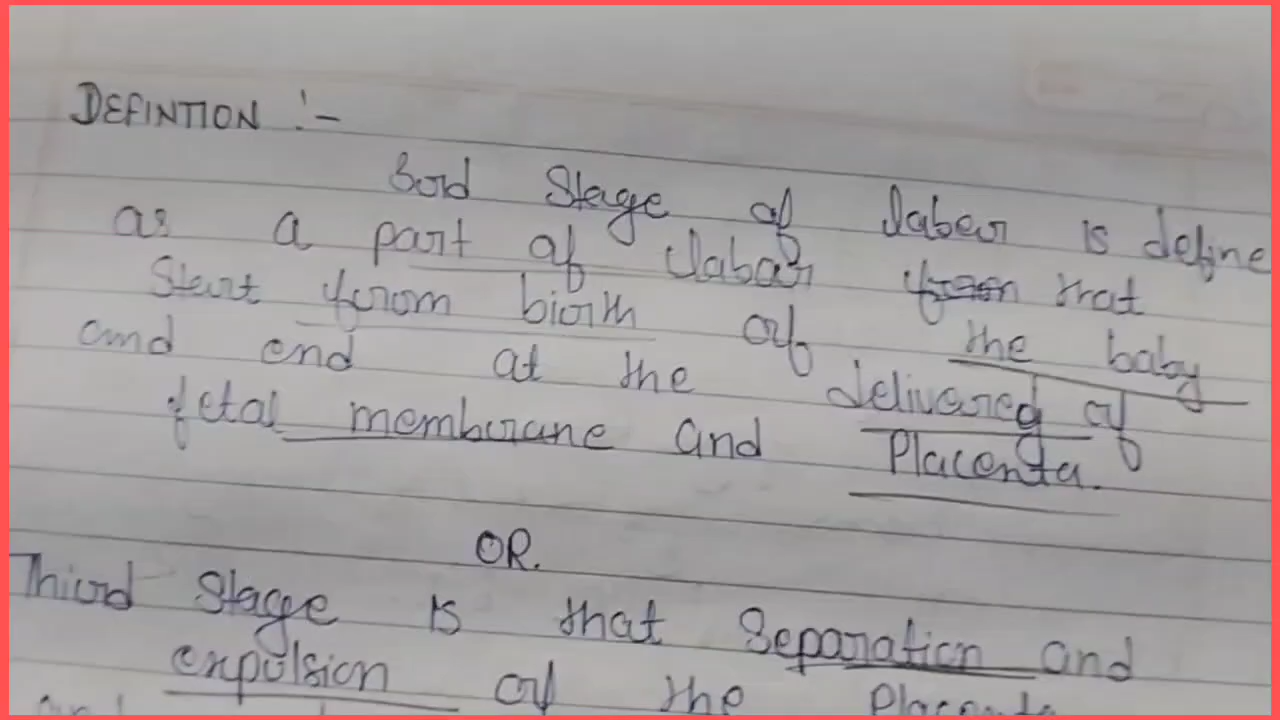 DEFINTION :-
3rd Stage of labour is define
as a part of labour that
Start from birth of the baby
and end at the delivered of
fetal membrane and Placenta.
OR.
Third Stage is that Separation and
expulsion of the Placenta